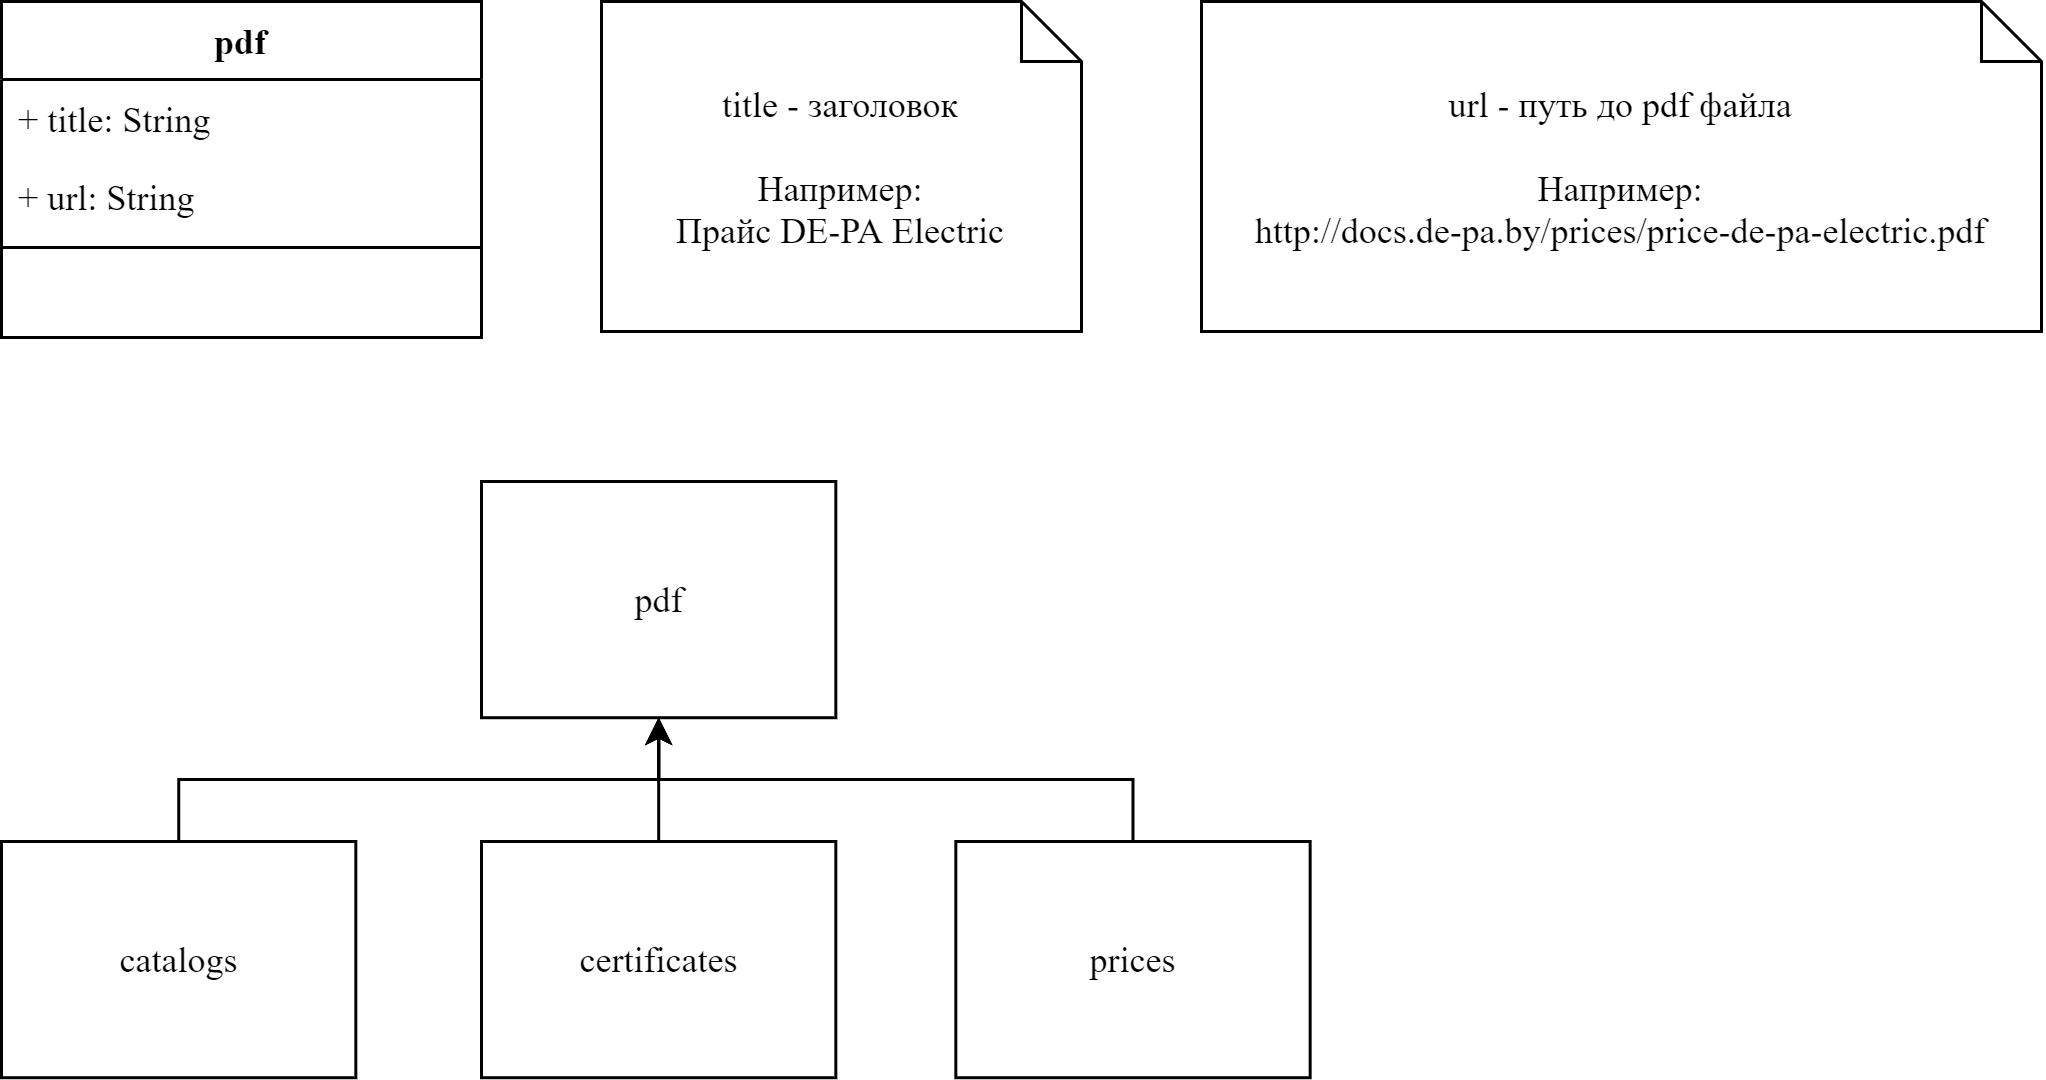 pdf
+ title: String
+ url: String
title - заголовок
Например:
Прайс DE-PA Electric
url - путь до pdf файла
Например:
http://docs.de-pa.by/prices/price-de-pa-electric.pdf
pdf
catalogs
certificates
prices